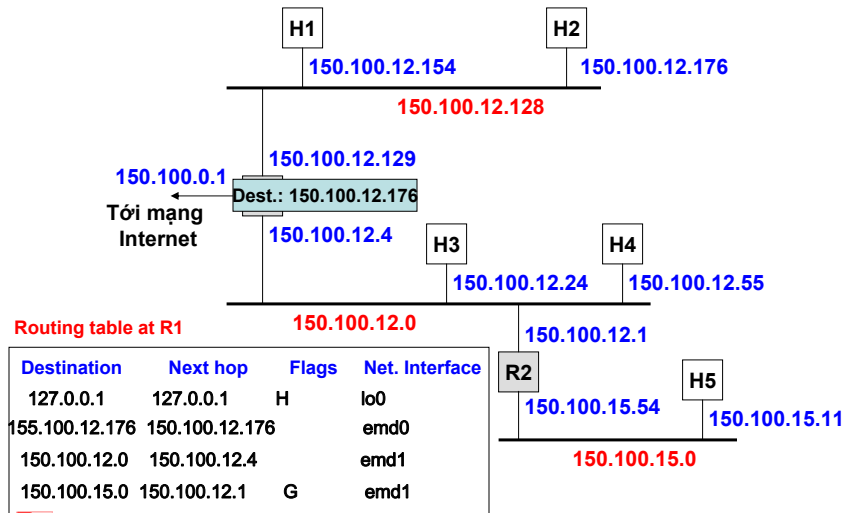 H1
H2
150.100.12.154
150.100.12.176
150.100.12.128
150.100.12.129
150.100.0.1
Dest.: 150.100.12.176
Tới mạng
Internet
150.100.12.4
H3
H4
150.100.12.24
150.100.12.55
150.100.12.0
150.100.12.1
R2
H5
150.100.15.54
150.100.15.11
150.100.15.0
Routing table at R1
Destination Next hop Flags Net. Interface
127.0.0.1 127.0.0.1 H lo0
155.100.12.176 150.100.12.176 emd0
150.100.12.0 150.100.12.4 emd1
150.100.15.0 150.100.12.1 G emd1